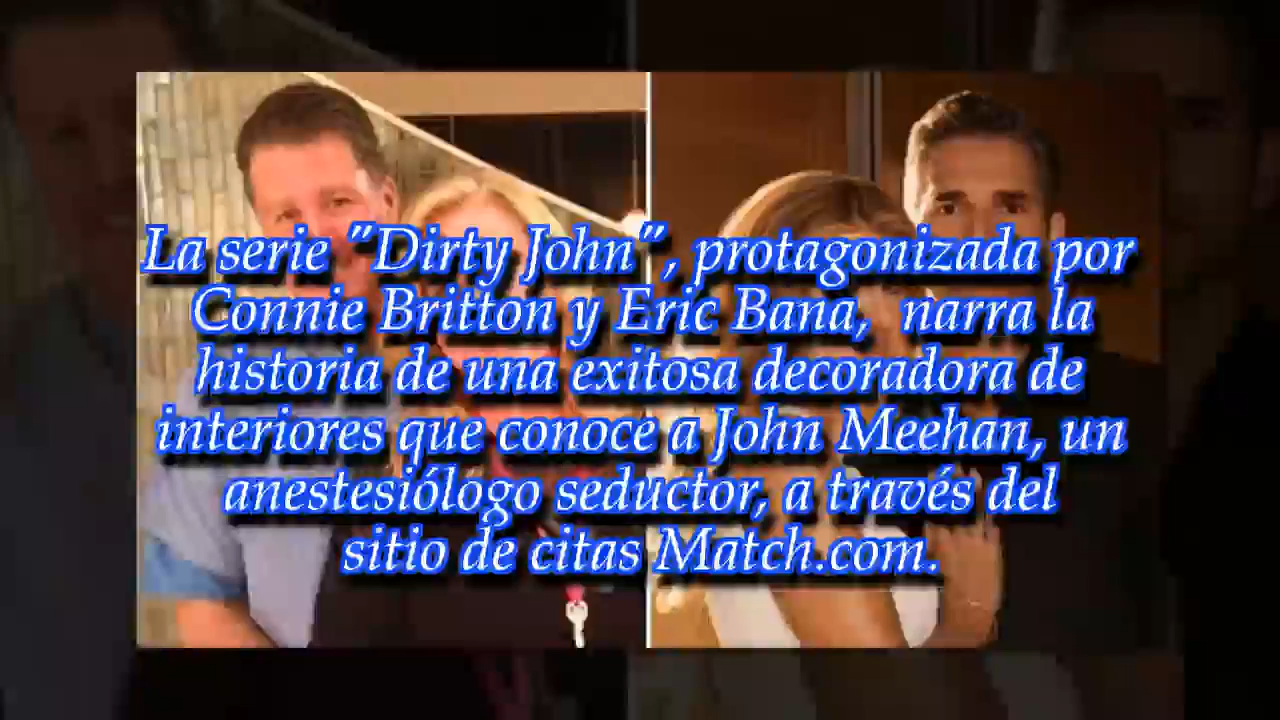 La serie "Dirty John", protagonizada por
Connie Britton y Eric Bana, narra la
historia de una exitosa decoradora de
interiores que conoce a John Meehan, un
anestesiólogo seductor, a través del
sitio de citas Match.com.